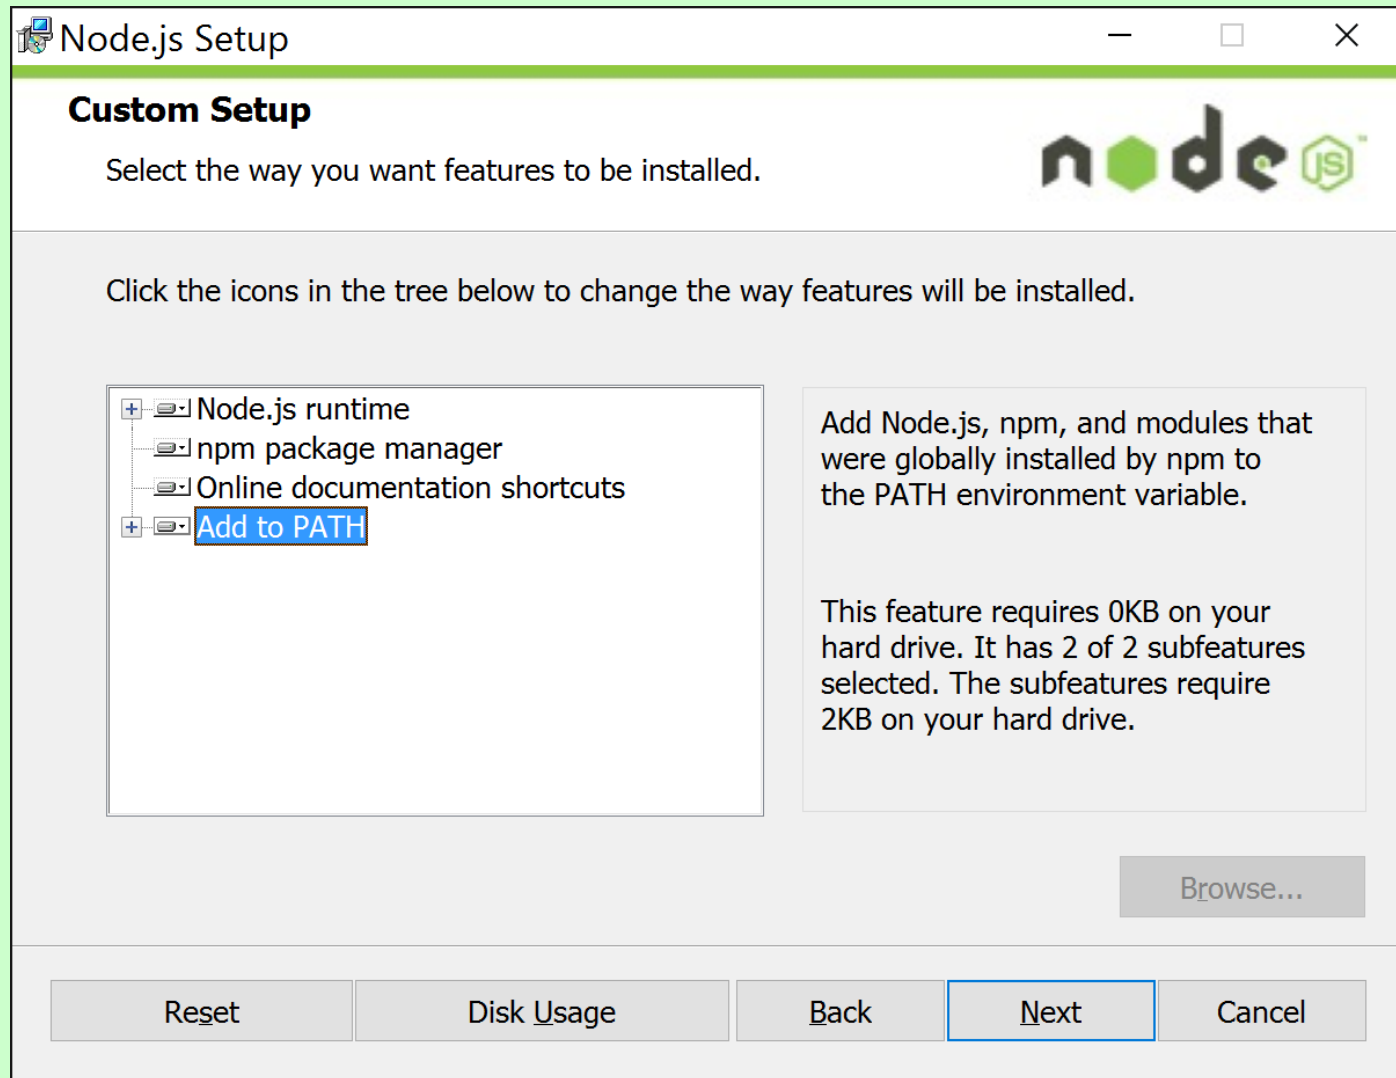 Node.js Setup
Custom Setup
Select the way you want features to be installed.
node JS ™
Click the icons in the tree below to change the way features will be installed.
Node.js runtime
npm package manager
Online documentation shortcuts
Add to PATH
Add Node.js, npm, and modules that
were globally installed by npm to
the PATH environment variable.
This feature requires 0KB on your
hard drive. It has 2 of 2 subfeatures
selected. The subfeatures require
2KB on your hard drive.
Browse...
Reset
Disk Usage
Back
Next
Cancel